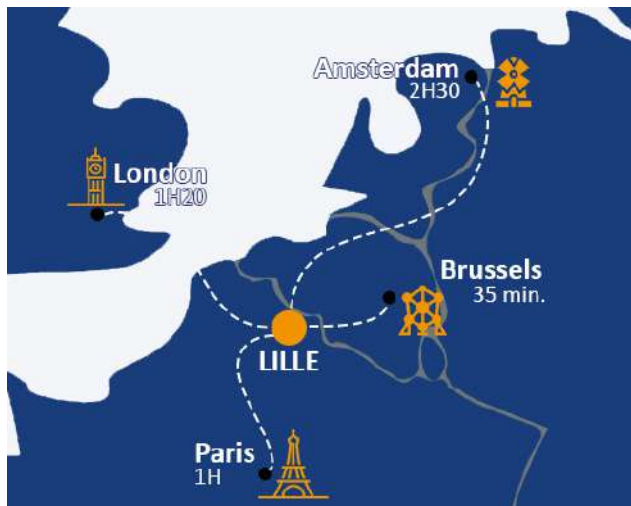 Amsterdam
2H30
London
1H20
Brussels
35 min.
LILLE
Paris
1H